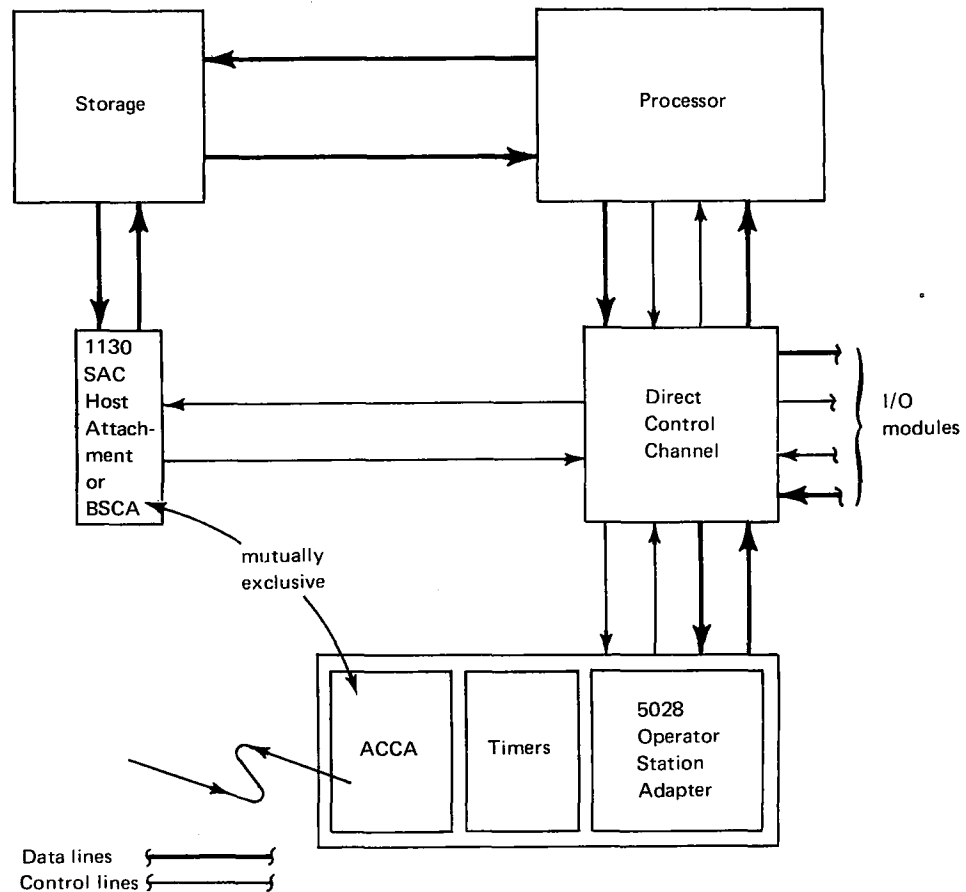 Storage
Processor
1130
SAC
Host
Attach-
ment
or
BSCA
Direct
Control
Channel
I/O
modules
mutually
exclusive
ACCA
Timers
5028
Operator
Station
Adapter
Data lines
Control lines